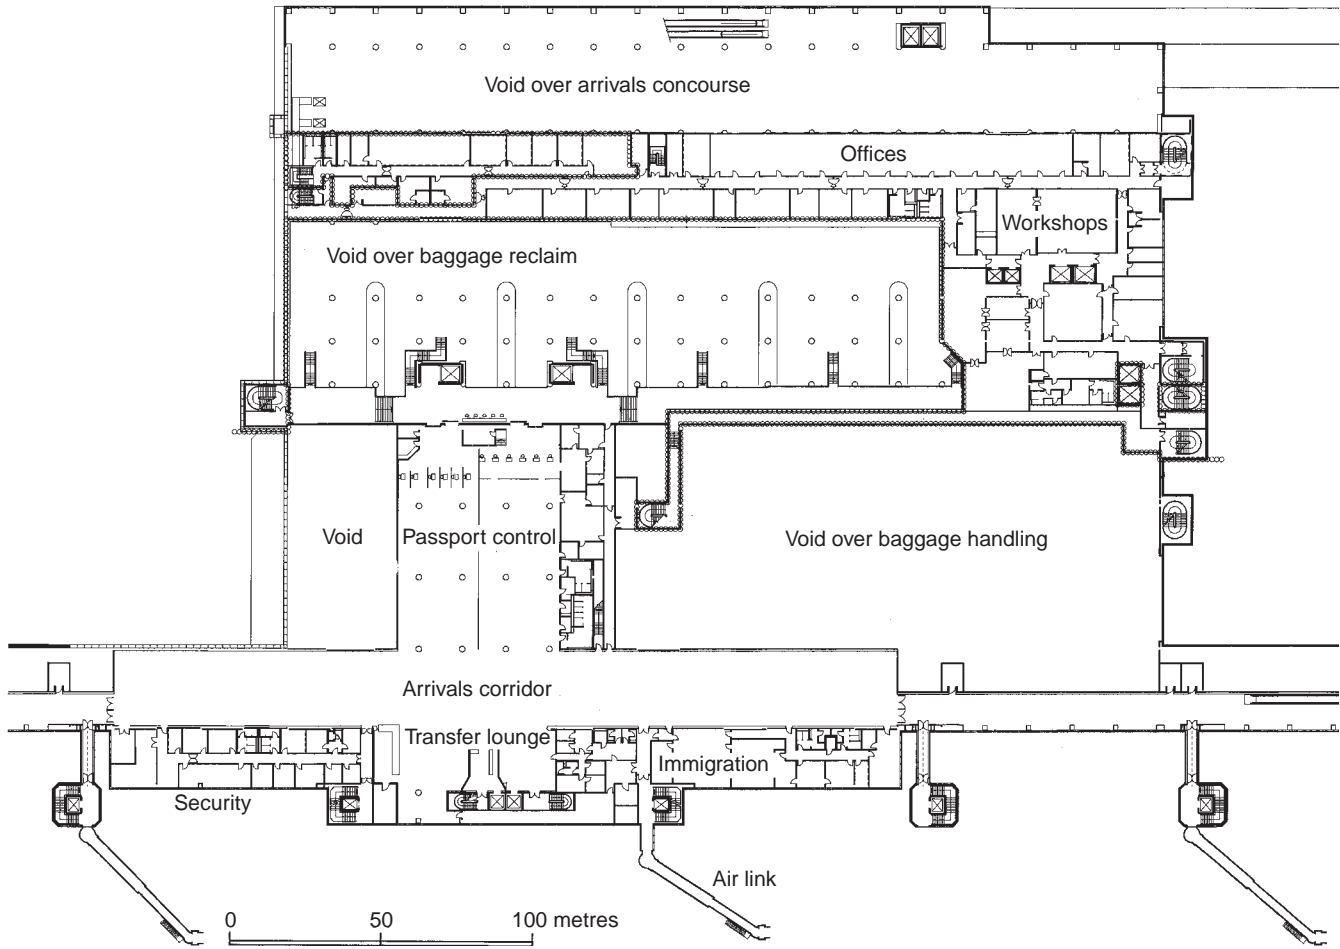 Void over arrivals concourse
Offices
Workshops
Void over baggage reclaim
Void
Passport control
Void over baggage handling
Arrivals corridor
Transfer lounge
Immigration
Security
Air link
0 50 100 metres